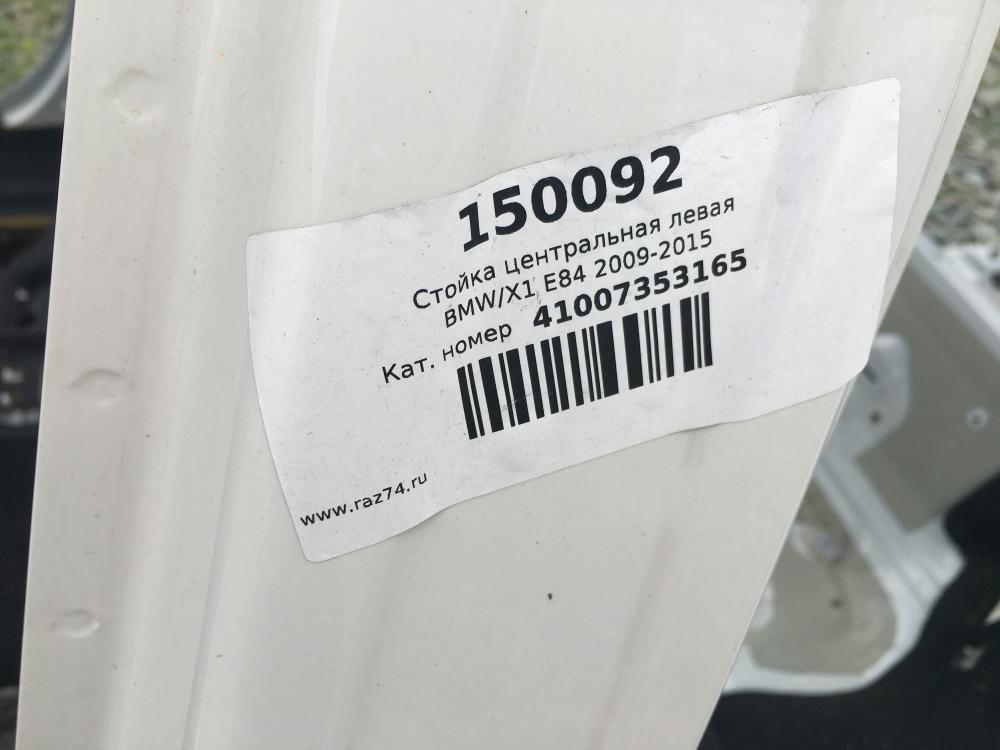 150092
Стойка центральная левая
BMW/X1 E84 2009-2015
Кат. номер 41007353165
www.raz74.ru